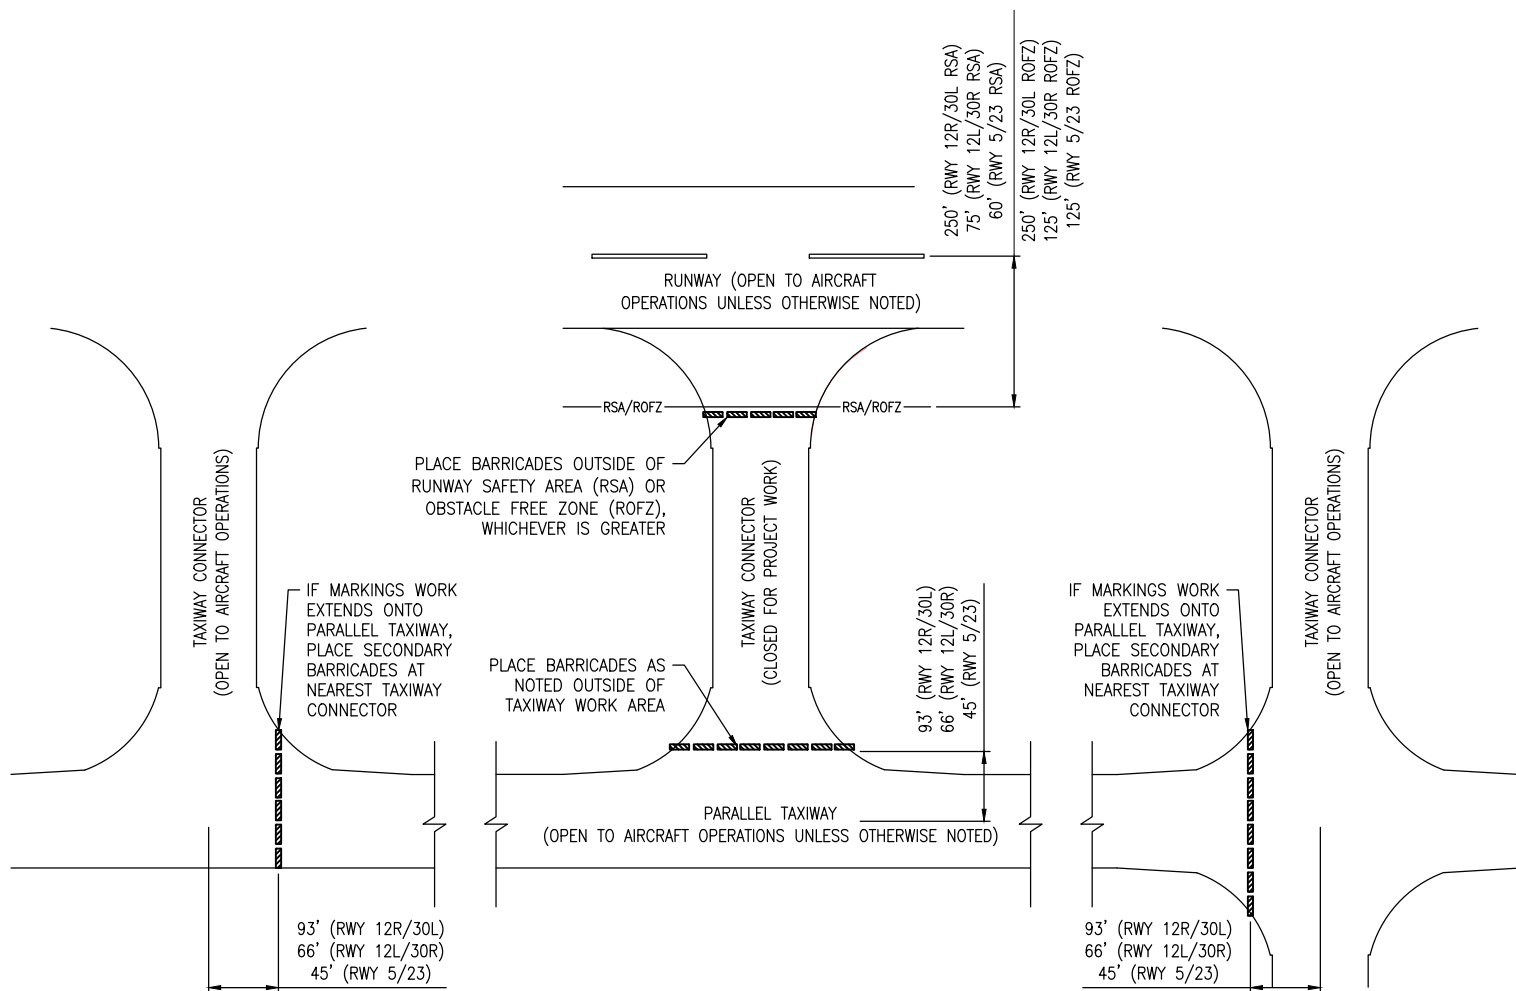 250' (RWY 12R/30L RSA)
75' (RWY 12L/30R RSA)
60' (RWY 5/23 RSA)
250' (RWY 12R/30L ROFZ)
125' (RWY 12L/30R ROFZ)
125' (RWY 5/23 ROFZ)
RUNWAY (OPEN TO AIRCRAFT
OPERATIONS UNLESS OTHERWISE NOTED)
RSA/ROFZ
RSA/ROFZ
PLACE BARRICADES OUTSIDE OF
RUNWAY SAFETY AREA (RSA) OR
OBSTACLE FREE ZONE (ROFZ),
WHICHEVER IS GREATER
TAXIWAY CONNECTOR
(OPEN TO AIRCRAFT OPERATIONS)
TAXIWAY CONNECTOR
(CLOSED FOR PROJECT WORK)
TAXIWAY CONNECTOR
(OPEN TO AIRCRAFT OPERATIONS)
IF MARKINGS WORK
EXTENDS ONTO
PARALLEL TAXIWAY,
PLACE SECONDARY
BARRICADES AT
NEAREST TAXIWAY
CONNECTOR
PLACE BARRICADES AS
NOTED OUTSIDE OF
TAXIWAY WORK AREA
93' (RWY 12R/30L)
66' (RWY 12L/30R)
45' (RWY 5/23)
IF MARKINGS WORK
EXTENDS ONTO
PARALLEL TAXIWAY,
PLACE SECONDARY
BARRICADES AT
NEAREST TAXIWAY
CONNECTOR
PARALLEL TAXIWAY
(OPEN TO AIRCRAFT OPERATIONS UNLESS OTHERWISE NOTED)
93' (RWY 12R/30L)
66' (RWY 12L/30R)
45' (RWY 5/23)
93' (RWY 12R/30L)
66' (RWY 12L/30R)
45' (RWY 5/23)